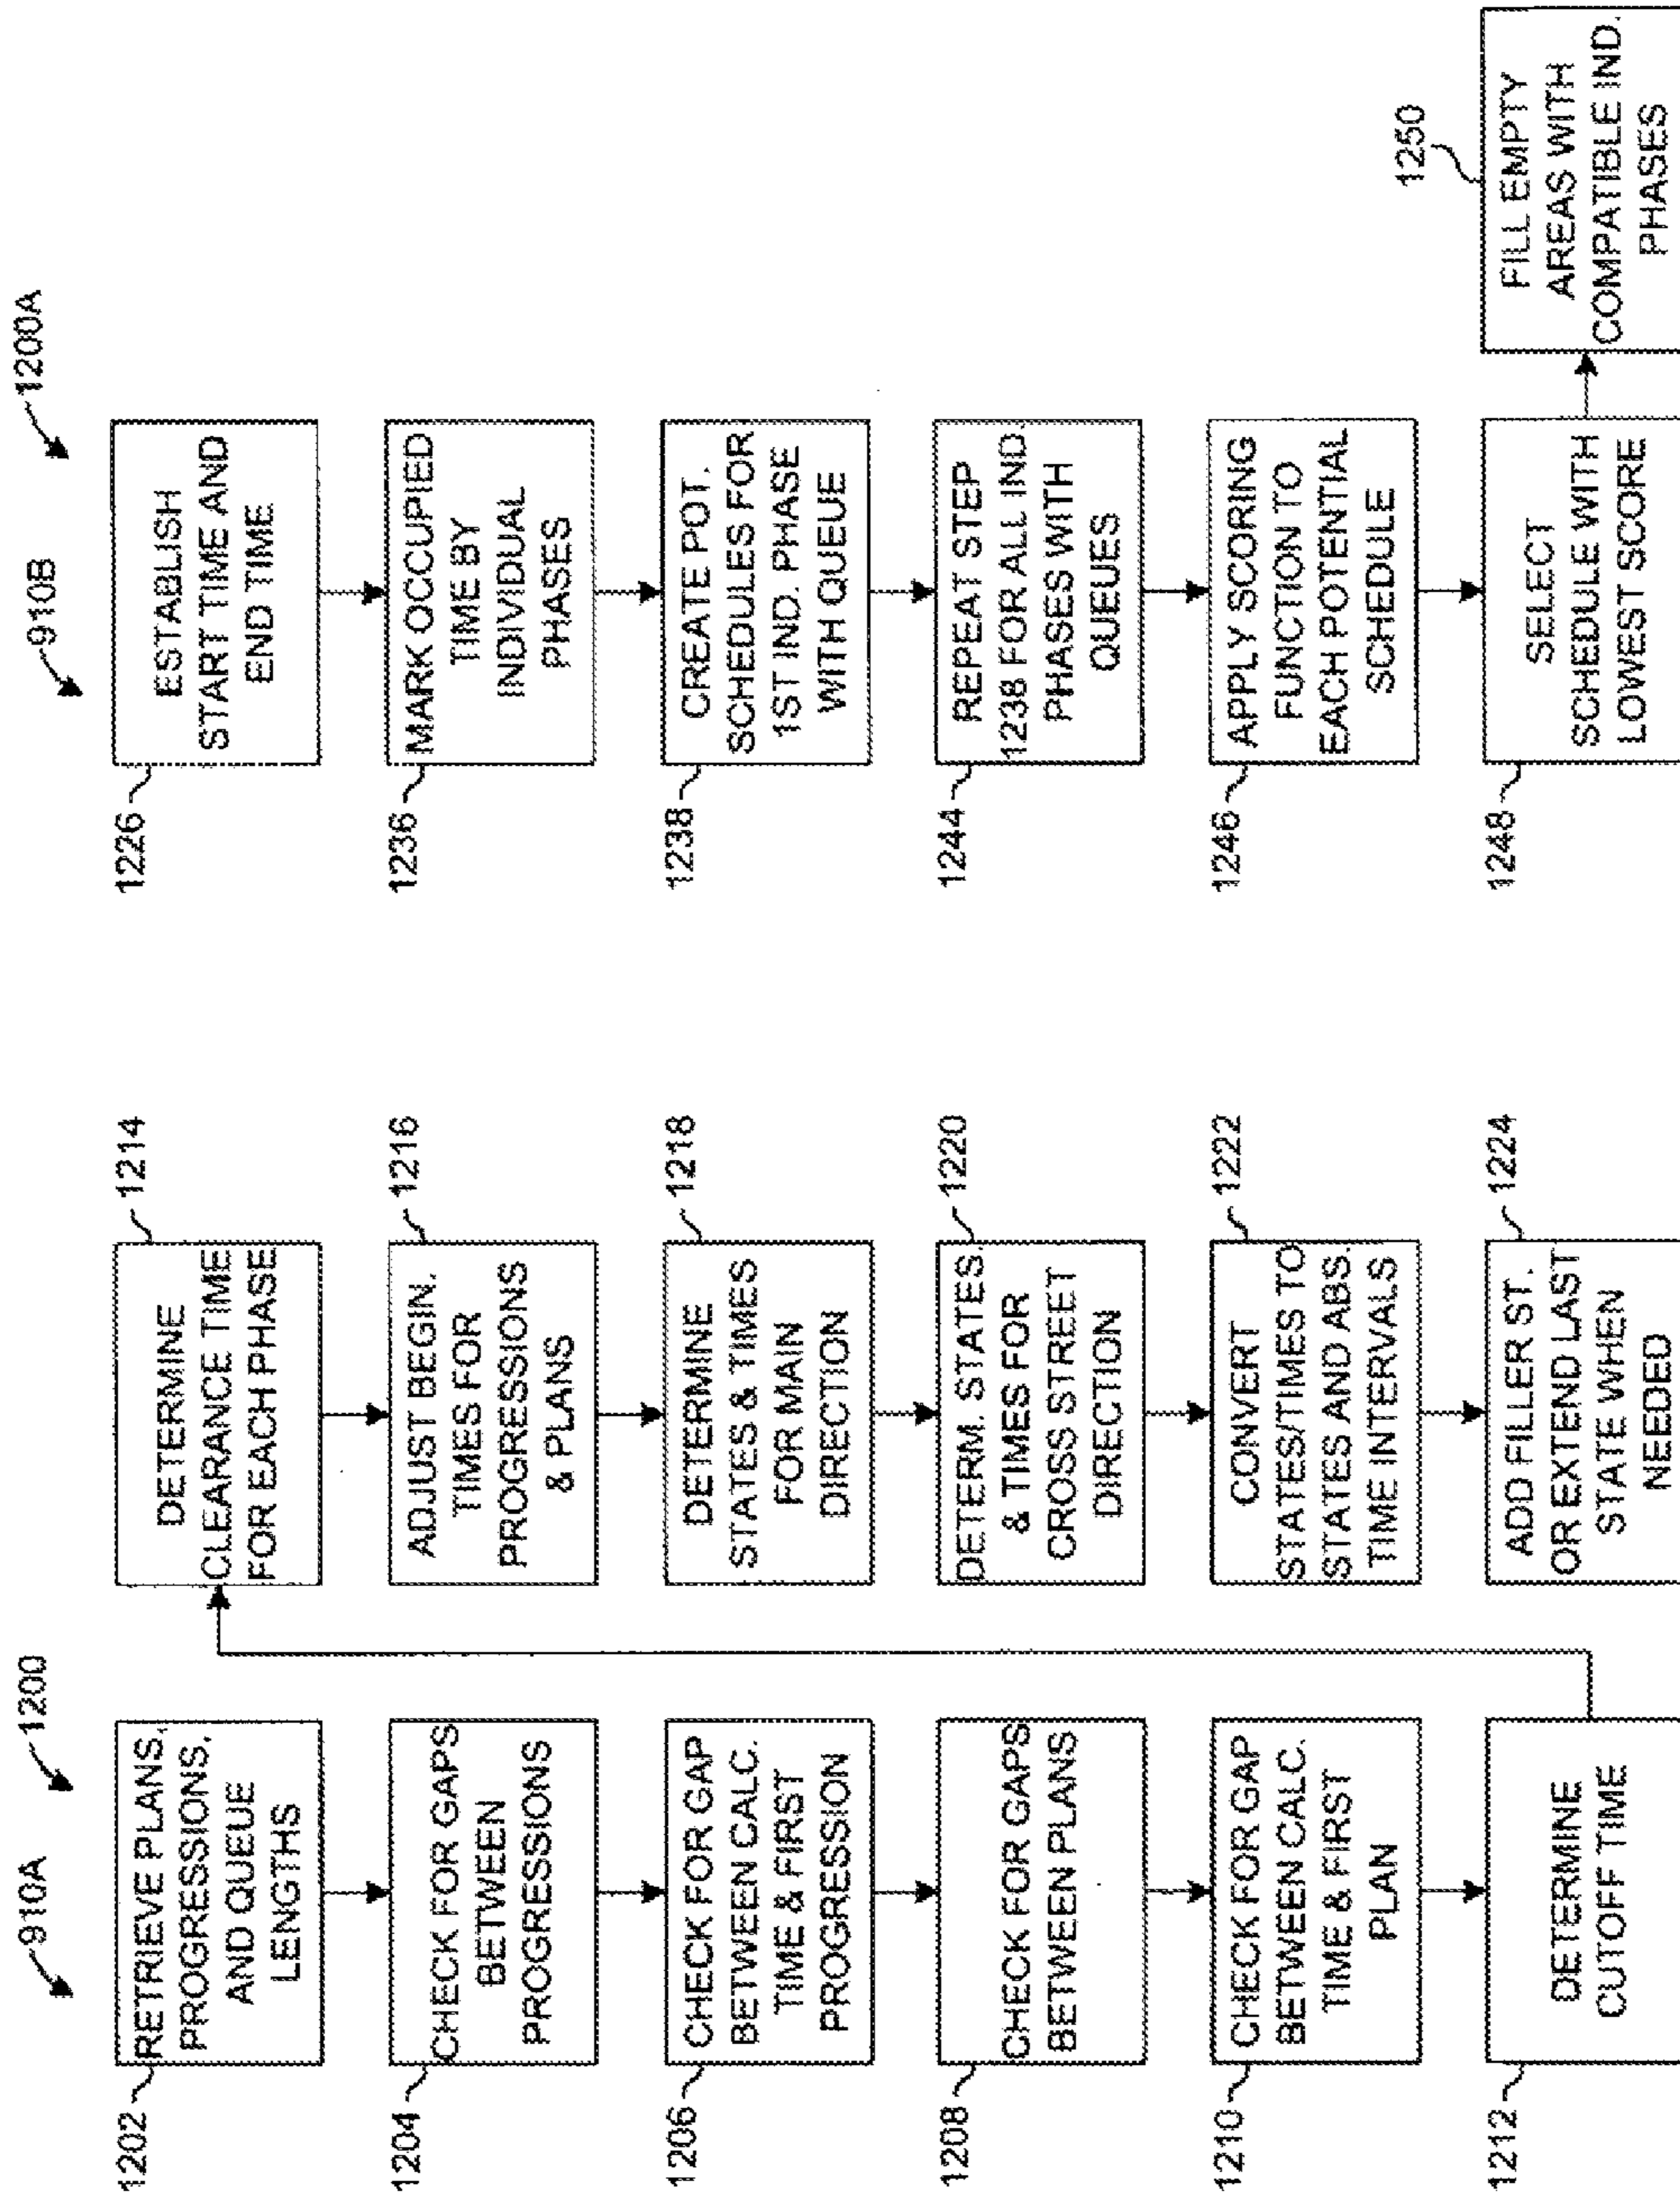 910A
1200
1202
RETRIEVE PLANS,
PROGRESSIONS,
AND QUEUE
LENGTHS
1204
CHECK FOR GAPS
BETWEEN
PROGRESSIONS
1206
CHECK FOR GAP
BETWEEN CALC.
TIME & FIRST
PROGRESSION
1208
CHECK FOR GAPS
BETWEEN PLANS
1210
CHECK FOR GAP
BETWEEN CALC.
TIME & FIRST
PLAN
1212
DETERMINE
CUTOFF TIME
1214
DETERMINE
CLEARANCE TIME
FOR EACH PHASE
1216
ADJUST BEGIN.
TIMES FOR
PROGRESSIONS
& PLANS
1218
DETERMINE
STATES & TIMES
FOR MAIN
DIRECTION
1220
DETERM. STATES
& TIMES FOR
CROSS STREET
DIRECTION
1222
CONVERT
STATES/TIMES TO
STATES AND ABS.
TIME INTERVALS
1224
ADD FILLER ST.
OR EXTEND LAST
STATE WHEN
NEEDED
910B
1200A
1226
ESTABLISH
START TIME AND
END TIME
1236
MARK OCCUPIED
TIME BY
INDIVIDUAL
PHASES
1238
CREATE POT.
SCHEDULES FOR
1ST IND. PHASE
WITH QUEUE
1244
REPEAT STEP
1238 FOR ALL IND.
PHASES WITH
QUEUES
1246
APPLY SCORING
FUNCTION TO
EACH POTENTIAL
SCHEDULE
1248
SELECT
SCHEDULE WITH
LOWEST SCORE
1250
FILL EMPTY
AREAS WITH
COMPATIBLE IND.
PHASES